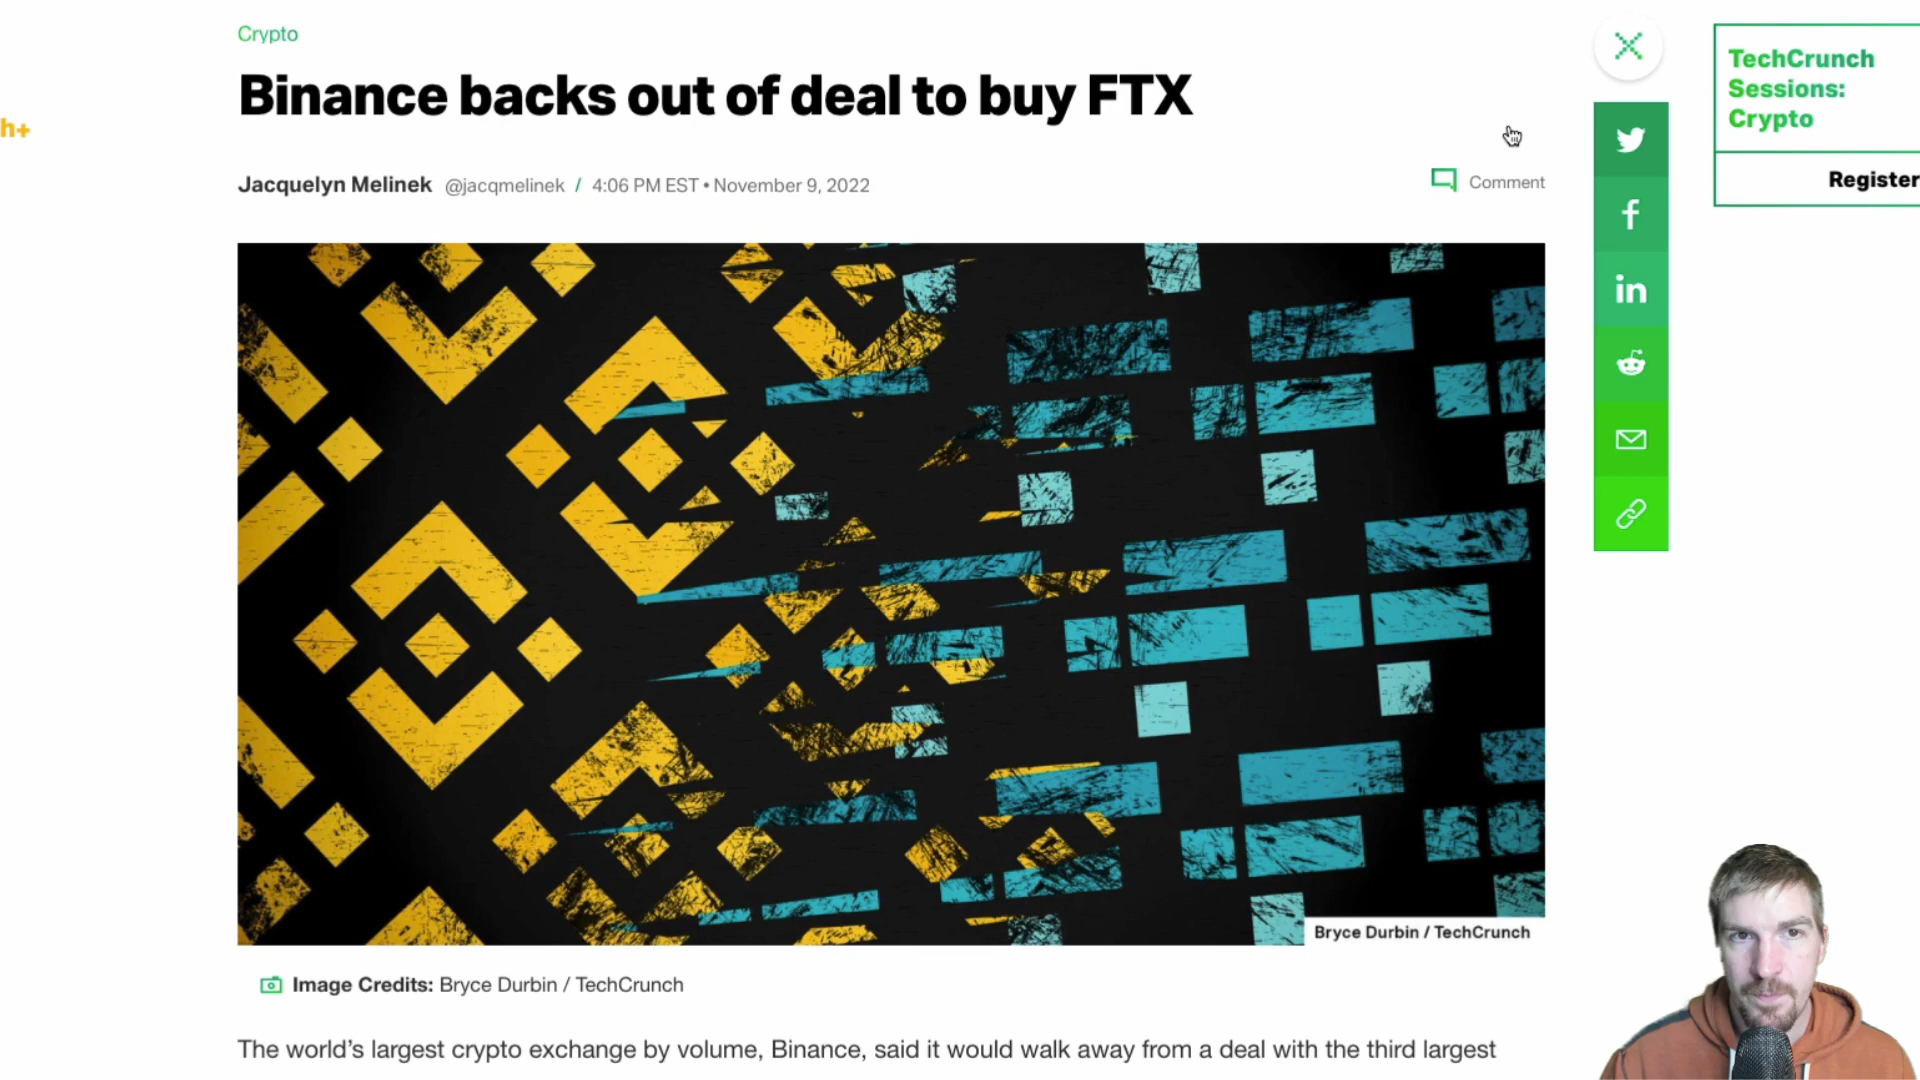 Crypto
Binance backs out of deal to buy FTX
h+
Jacquelyn Melinek @jacqmelinek / 4:06 PM EST • November 9, 2022
Comment
TechCrunch
Sessions:
Crypto
Register
f
in
Bryce Durbin / TechCrunch
Image Credits: Bryce Durbin / TechCrunch
The world’s largest crypto exchange by volume, Binance, said it would walk away from a deal with the third largest